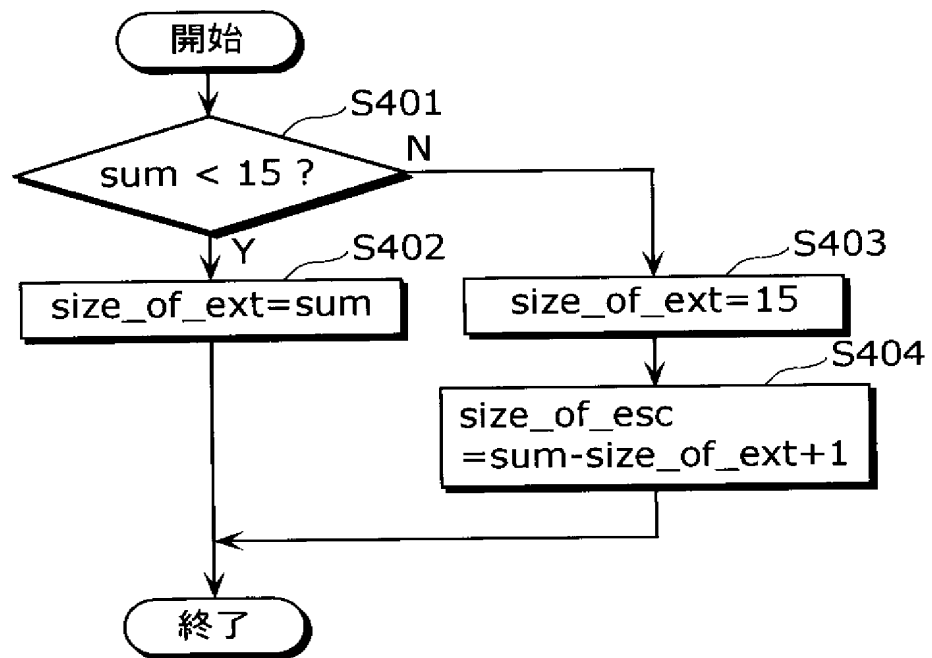 開始
S401
sum < 15 ?
N
Y
S402
size_of_ext=sum
S403
size_of_ext=15
S404
size_of_esc
=sum-size_of_ext+1
終了